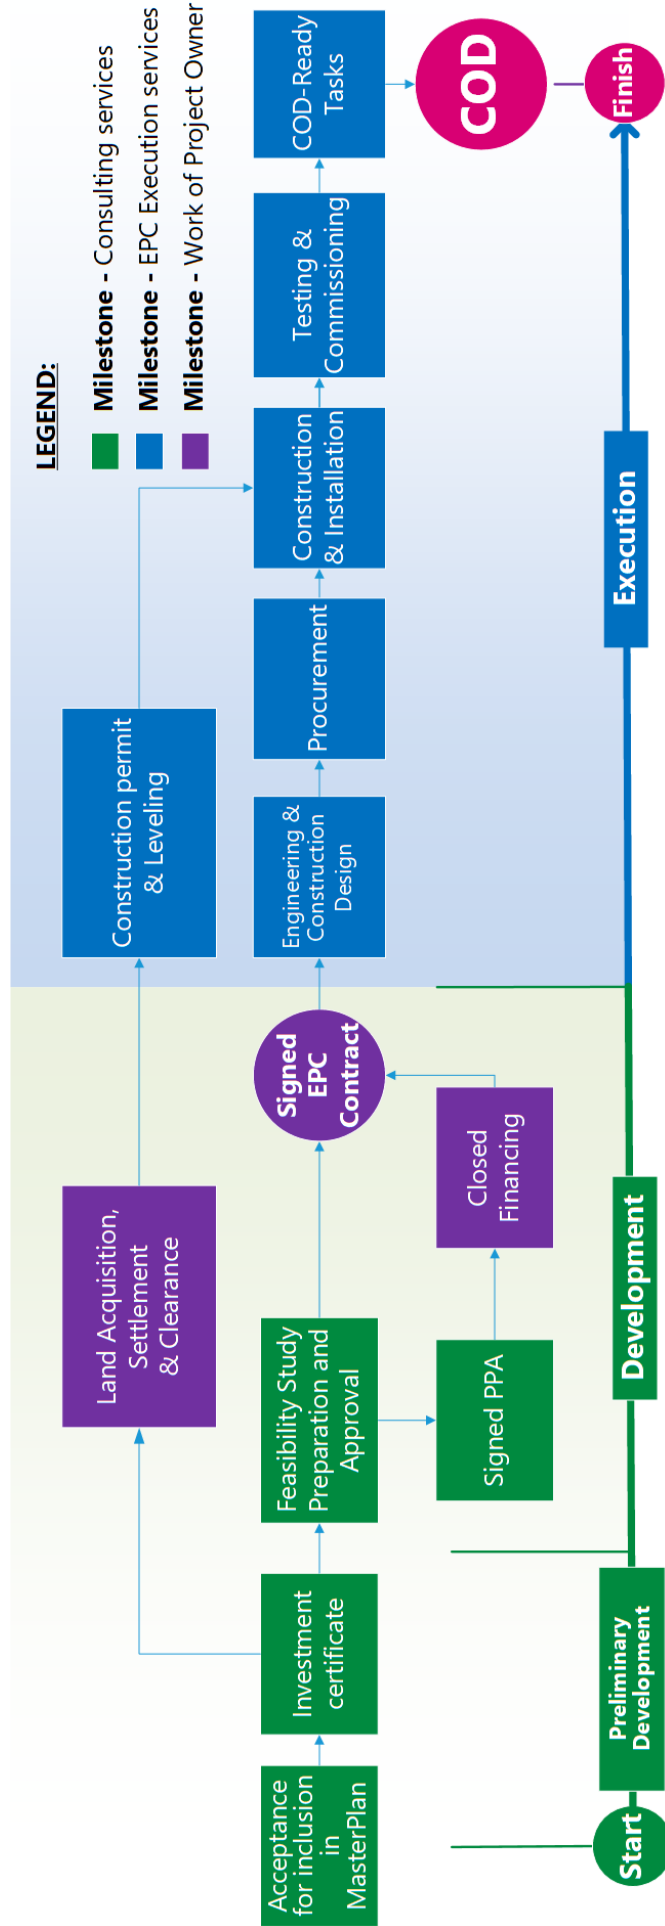 LEGEND:
Milestone - Consulting services
Milestone - EPC Execution services
Milestone - Work of Project Owner
Land Acquisition,
Settlement
& Clearance
Construction permit
& Leveling
Acceptance
for inclusion
in
MasterPlan
Investment
certificate
Feasibility Study
Preparation and
Approval
Signed
EPC
Contract
Engineering &
Construction
Design
Procurement
Construction
& Installation
Testing &
Commissioning
COD-Ready
Tasks
Signed PPA
Closed
Financing
COD
Start
Preliminary
Development
Development
Execution
Finish